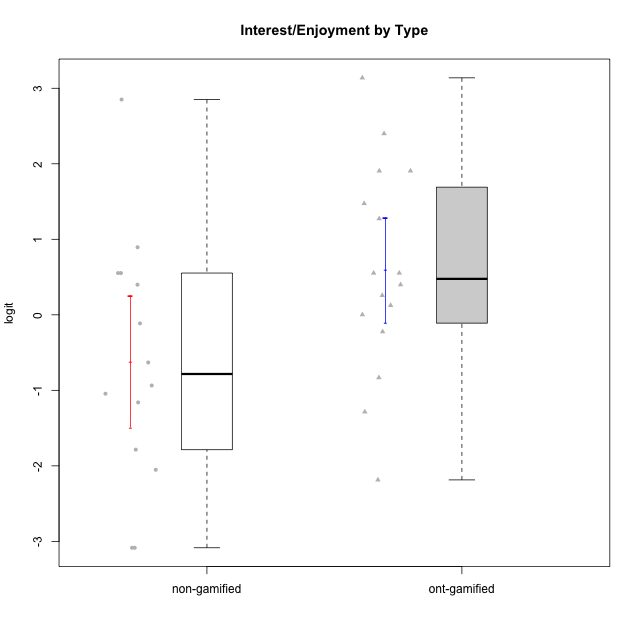 Interest/Enjoyment by Type
3
2
1
0
-1
-2
-3
logit
non-gamified
ont-gamified